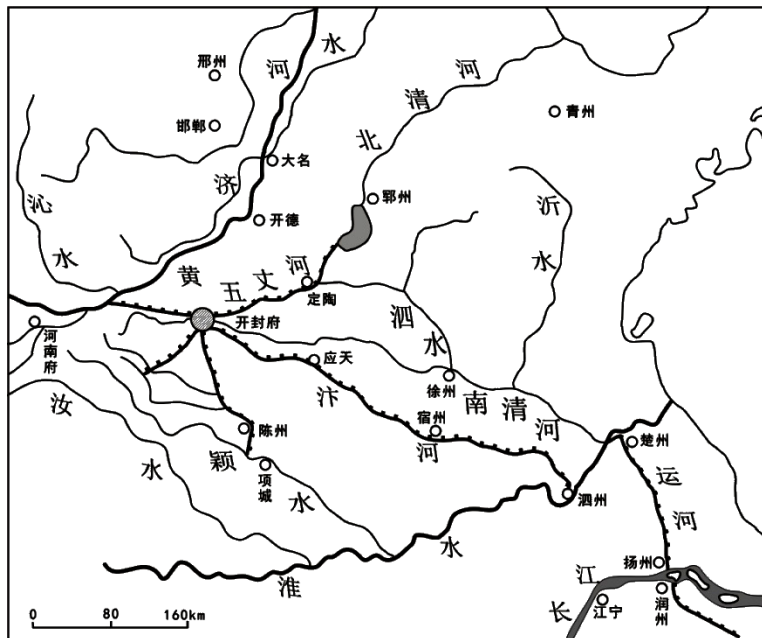 邢州
邯郸
大名
开德
郓州
青州
黄河
济水
沁水
北清河
沂水
五丈河
定陶
泗水
开封府
河南府
应天
徐州
南清河
汴河
宿州
陈州
项城
汝水
颖水
淮水
泗州
楚州
运河
扬州
润州
江宁
长江
0 80 160km